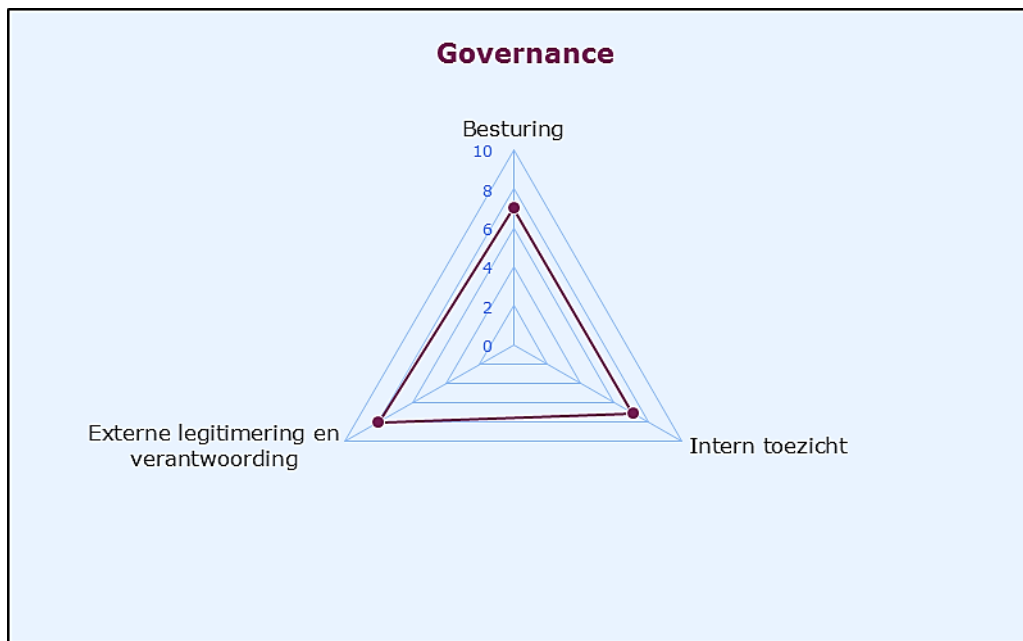 Governance
Besturing
10
8
6
4
2
0
Externe legitimering en
verantwoording
Intern toezicht